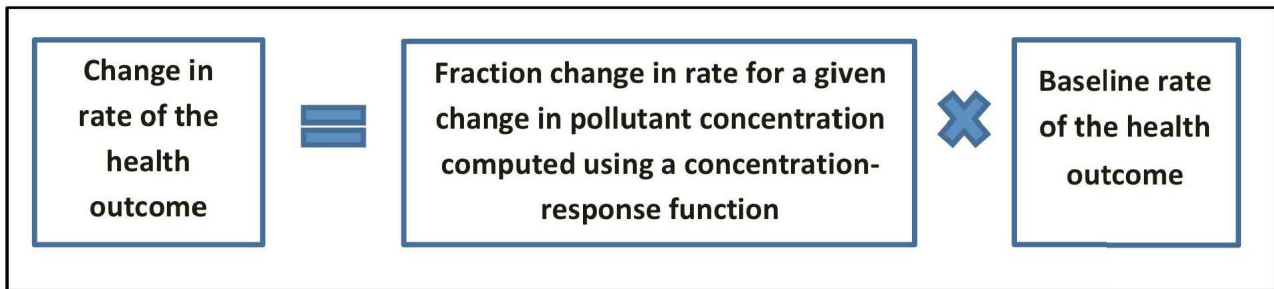 Change in
rate of the
health
outcome
Fraction change in rate for a given
change in pollutant concentration
computed using a concentration-
response function
Baseline rate
of the health
outcome